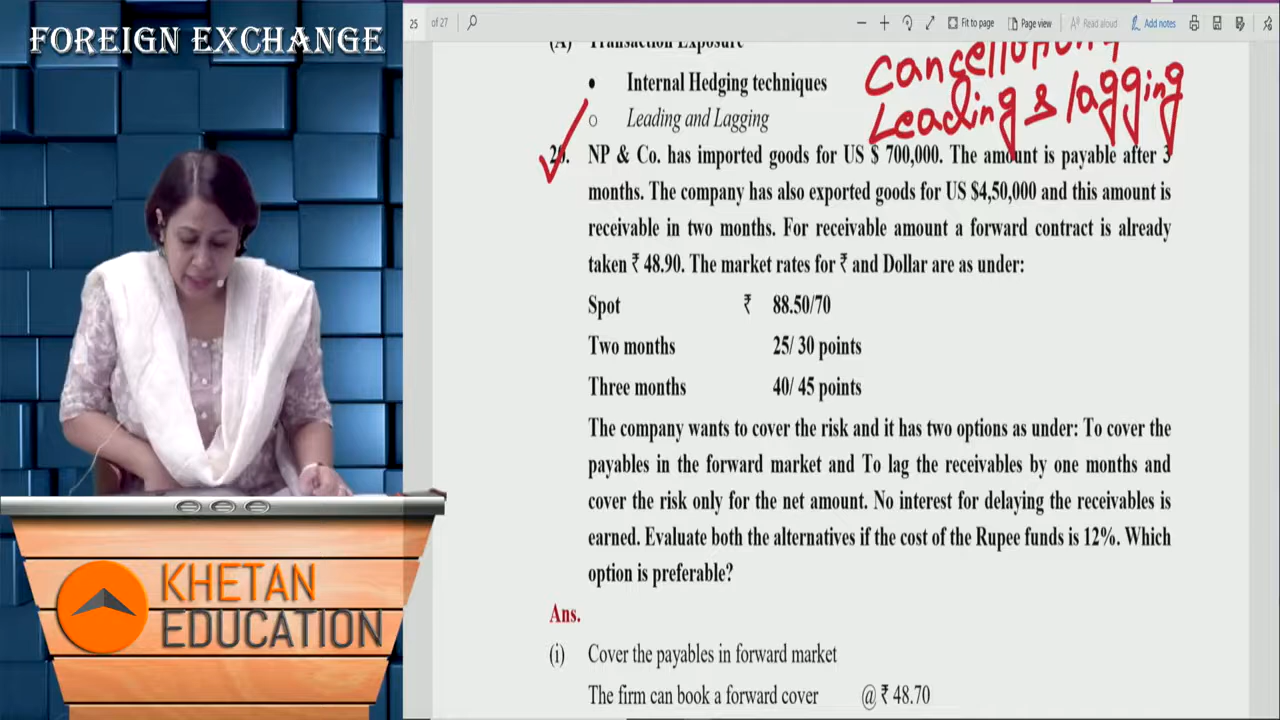 FOREIGN EXCHANGE
25 of 27
Fit to page
Page view
Read aloud
Add notes
(A) Transaction Exposure
cancellation
Leading & lagging
• Internal Hedging techniques
○ Leading and Lagging
NP & Co. has imported goods for US $ 700,000. The amount is payable after 3
months. The company has also exported goods for US $4,50,000 and this amount is
receivable in two months. For receivable amount a forward contract is already
taken ₹ 48.90. The market rates for ₹ and Dollar are as under:
Spot ₹ 88.50/70
Two months 25/ 30 points
Three months 40/ 45 points
The company wants to cover the risk and it has two options as under: To cover the
payables in the forward market and To lag the receivables by one months and
cover the risk only for the net amount. No interest for delaying the receivables is
earned. Evaluate both the alternatives if the cost of the Rupee funds is 12%. Which
option is preferable?
Ans.
(i) Cover the payables in forward market
The firm can book a forward cover @ ₹ 48.70
KHETAN
EDUCATION